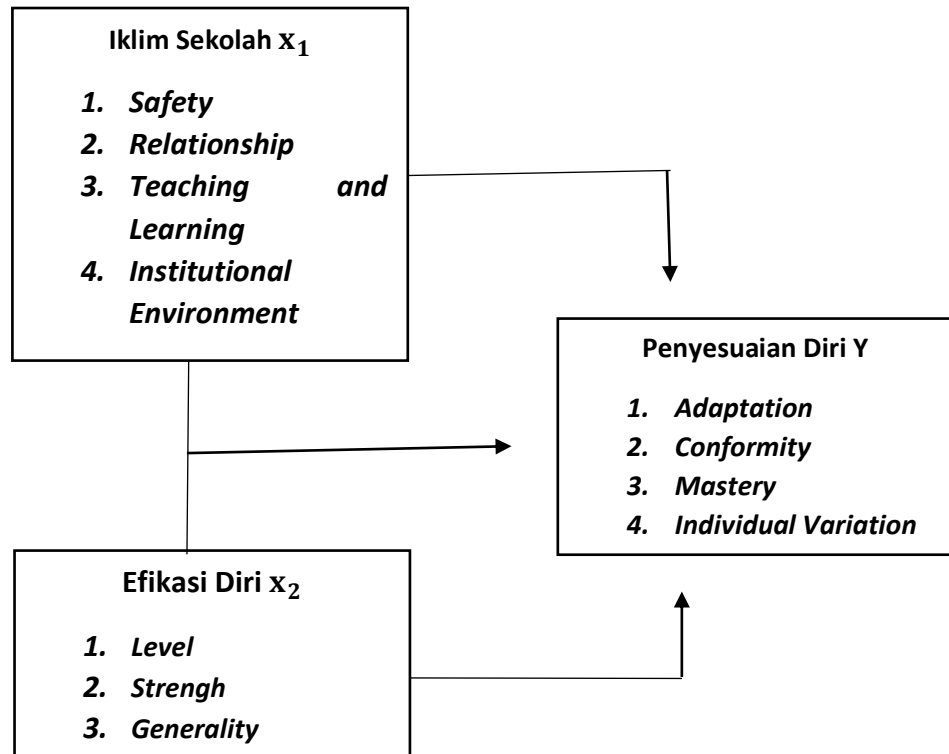 Iklim Sekolah x₁
1. Safety
2. Relationship
3. Teaching and
Learning
4. Institutional
Environment
Penyesuaian Diri Y
1. Adaptation
2. Conformity
3. Mastery
4. Individual Variation
Efikasi Diri x₂
1. Level
2. Strengh
3. Generality